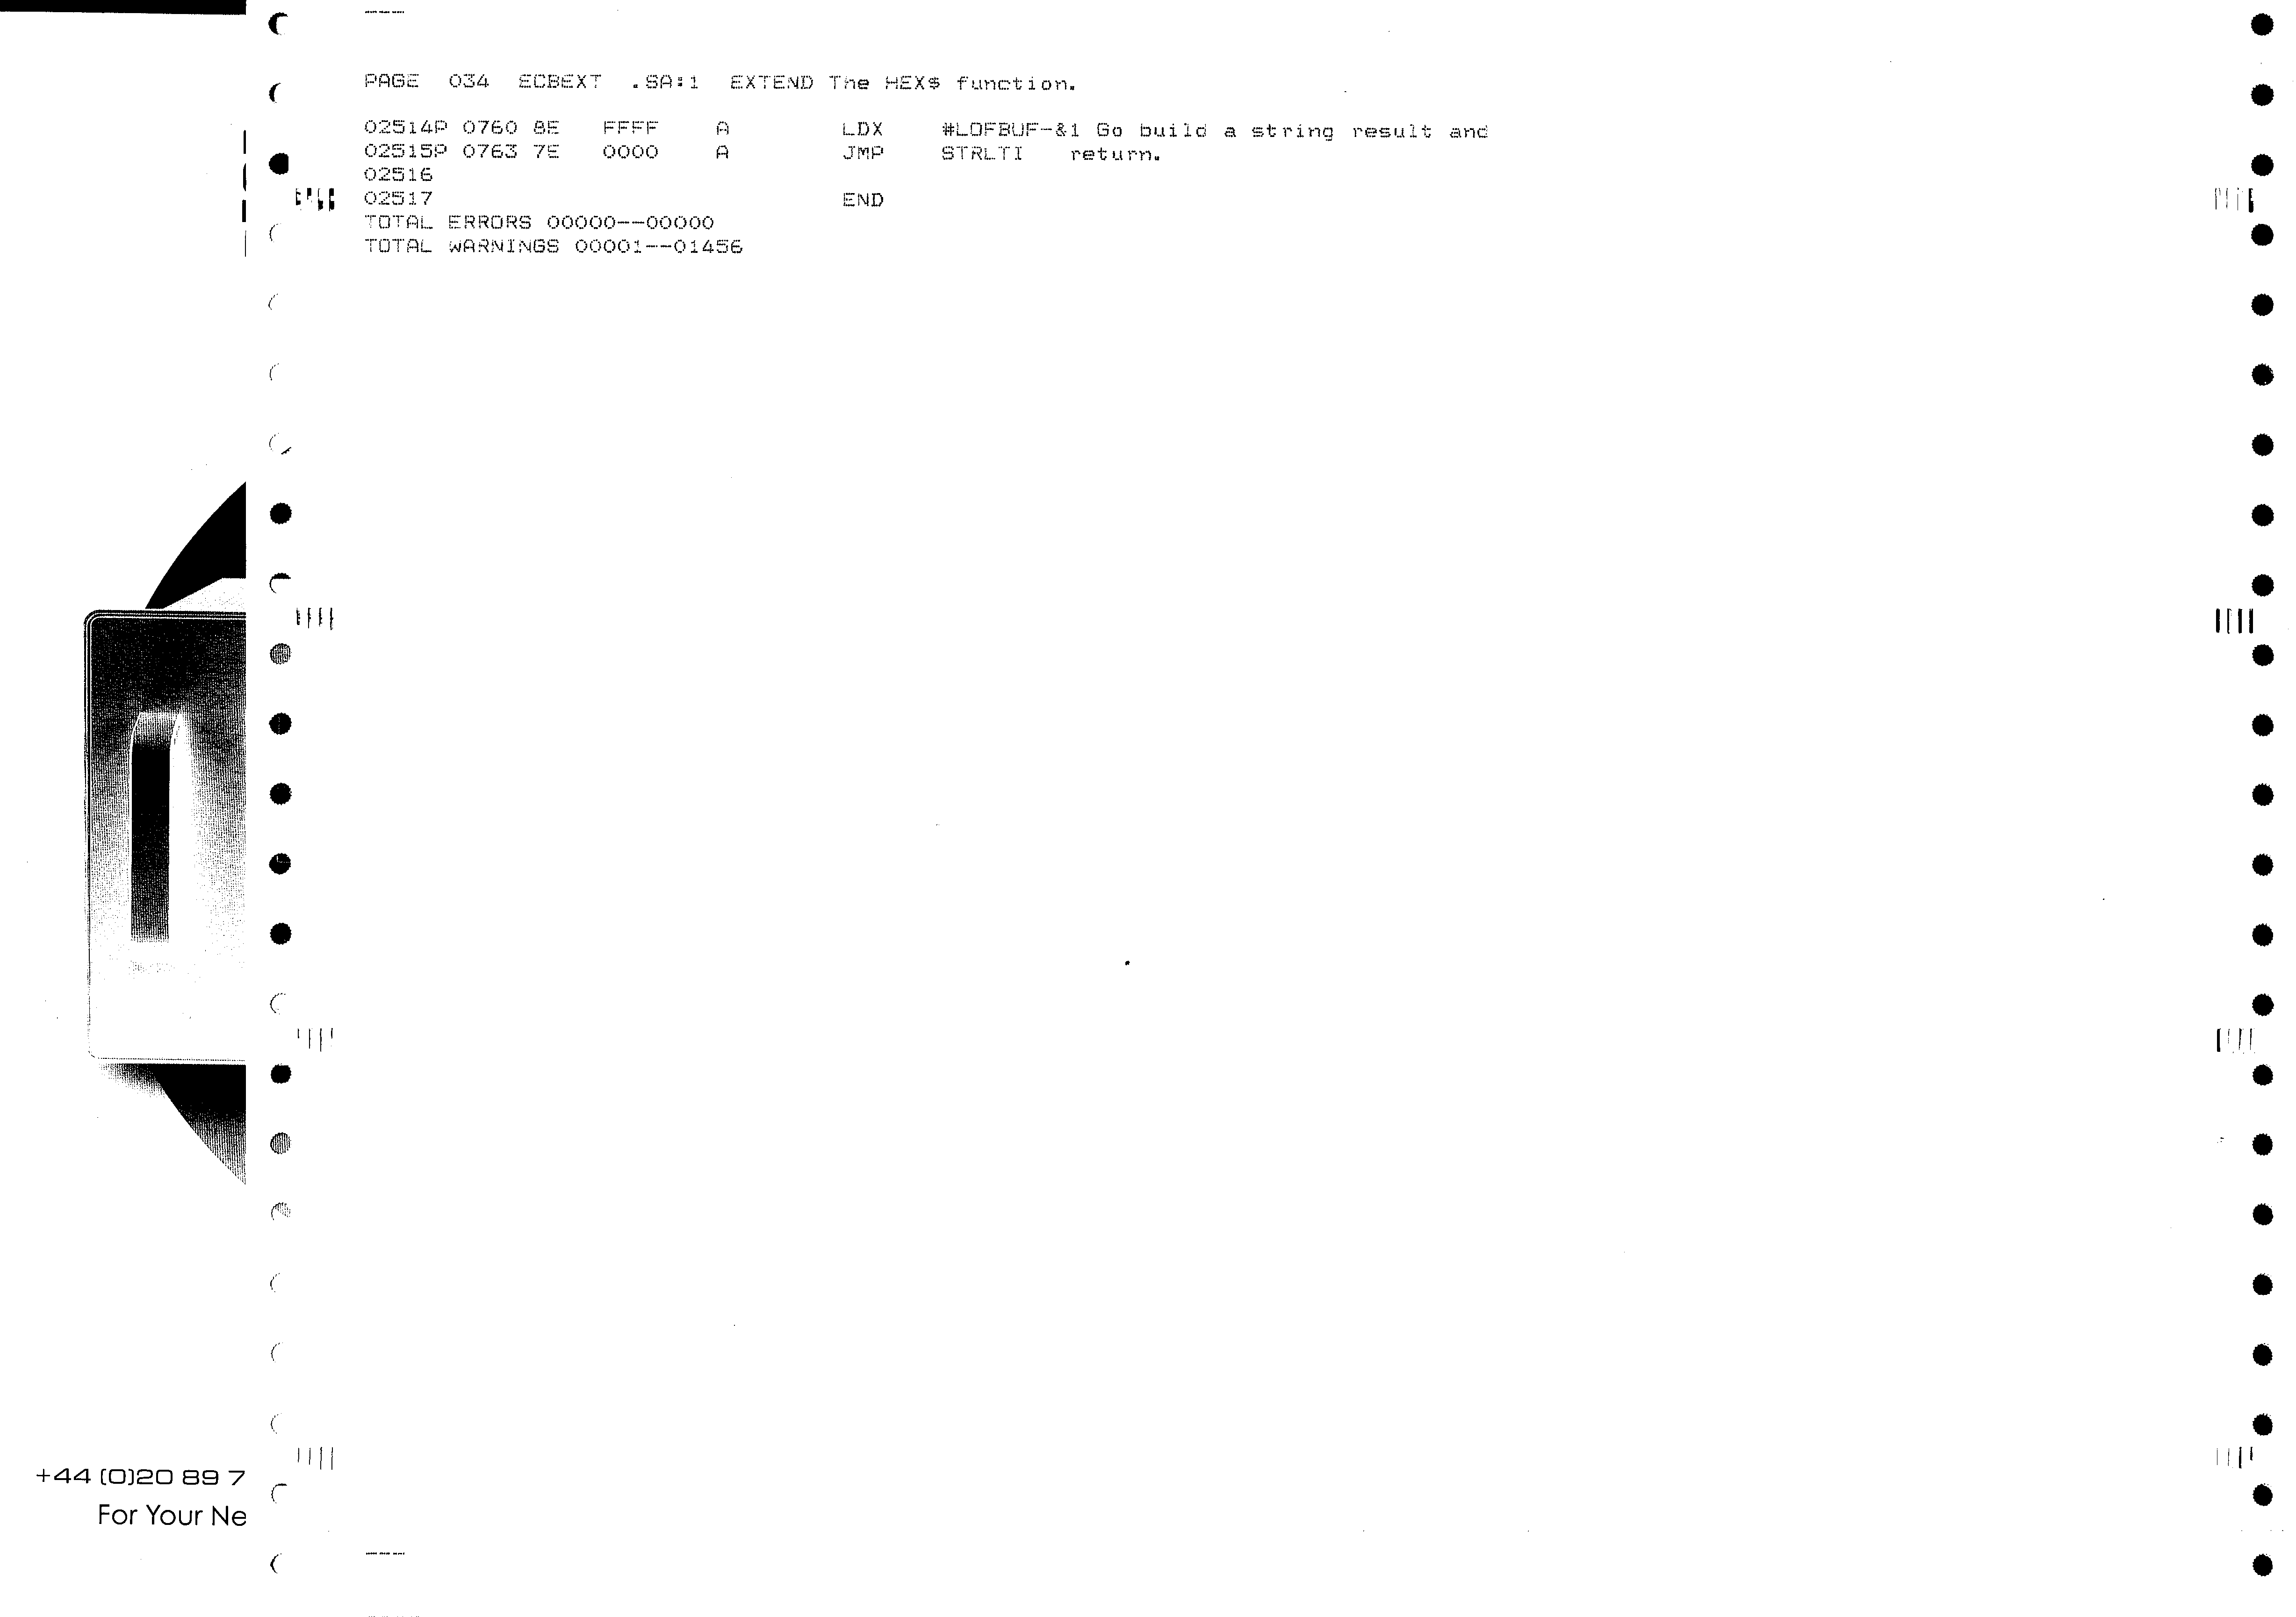 PAGE 034 ECBEXT .SA:1 EXTEND The HEX$ function.
02514P 0760 8E FFFF A LDX #LOFBUF-&1 Go build a string result and
02515P 0763 7E 0000 A JMP STRLTI return.
02516
02517 END
TOTAL ERRORS 00000--00000
TOTAL WARNINGS 00001--01456
+44 (0)20 89 7
For Your Ne